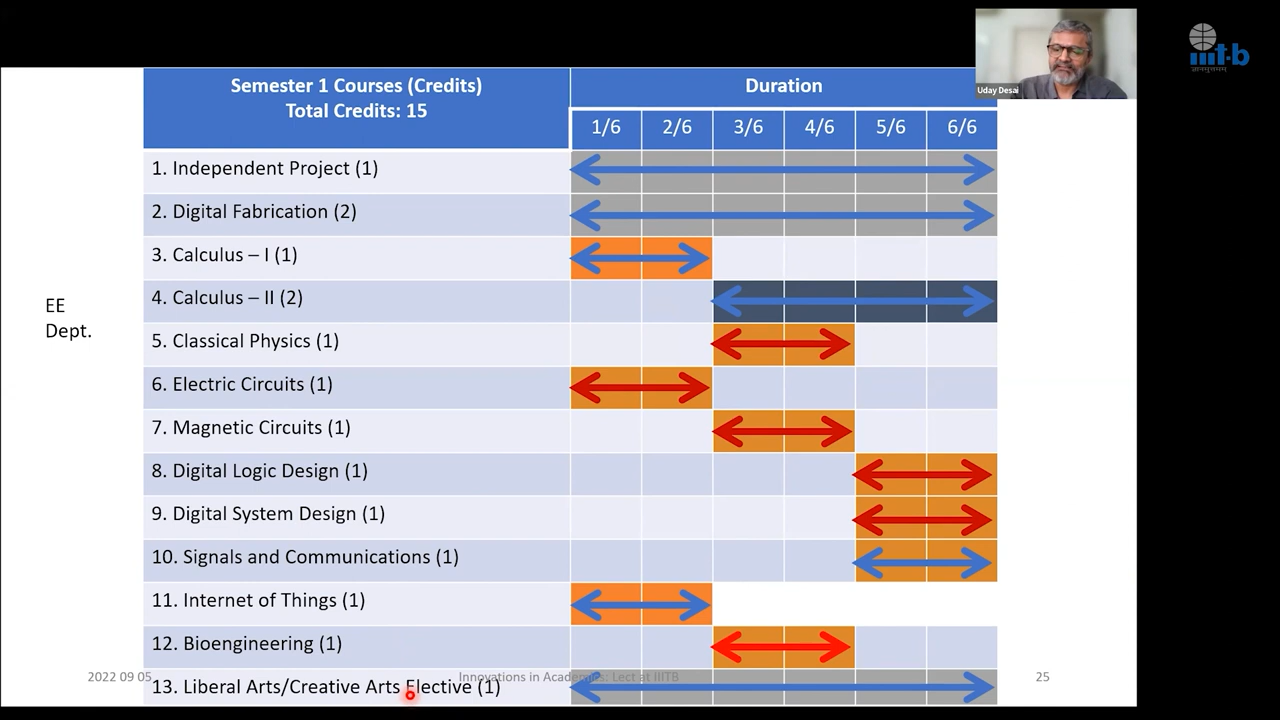 Semester 1 Courses (Credits)
Total Credits: 15
Duration
1/6 2/6 3/6 4/6 5/6 6/6
1. Independent Project (1)
2. Digital Fabrication (2)
3. Calculus – I (1)
4. Calculus – II (2)
5. Classical Physics (1)
6. Electric Circuits (1)
7. Magnetic Circuits (1)
8. Digital Logic Design (1)
9. Digital System Design (1)
10. Signals and Communications (1)
11. Internet of Things (1)
12. Bioengineering (1)
13. Liberal Arts/Creative Arts Elective (1)
EE
Dept.
2022 09 05
Innovations in Academics: Lect at IIITB
25
Uday Desai
iiit-b